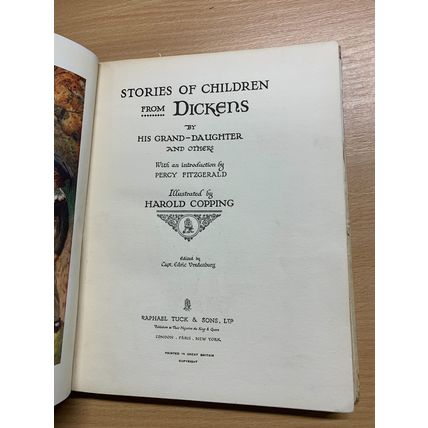 STORIES OF CHILDREN
FROM DICKENS
BY
HIS GRAND-DAUGHTER
AND OTHERS
With an introduction by
PERCY FITZGERALD
Illustrated by
HAROLD COPPING
Edited by
Capt. Edric Vredenburg
RAPHAEL TUCK & SONS, LTD
Publishers to Their Majesties the King & Queen
LONDON · PARIS · NEW YORK
PRINTED IN GREAT BRITAIN
COPYRIGHT